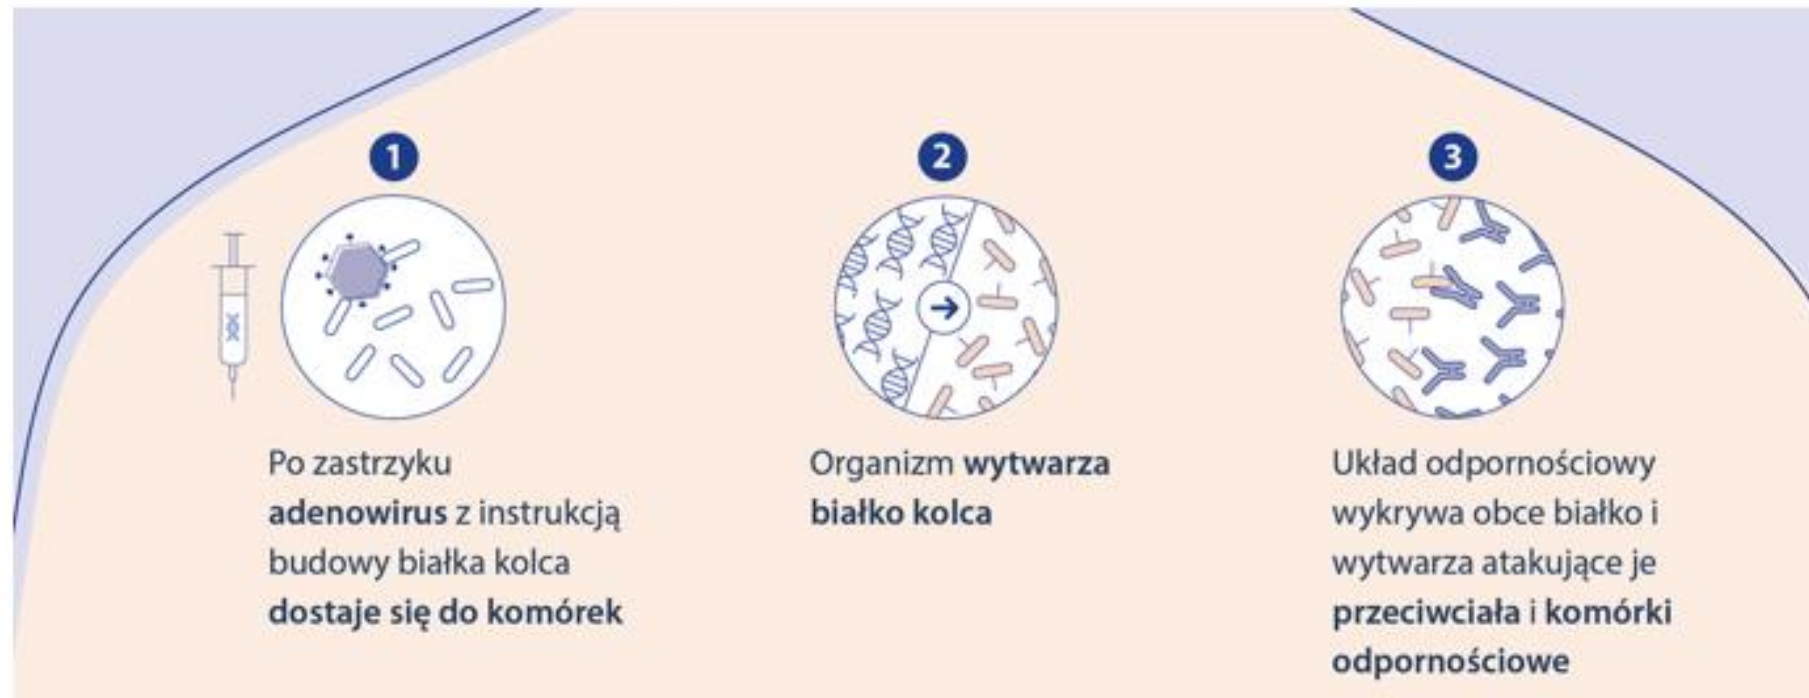 1
Po zastrzyku
adenowirus z instrukcją
budowy białka kolca
dostaje się do komórek
2
Organizm wytwarza
białko kolca
3
Układ odpornościowy
wykrywa obce białko i
wytwarza atakujące je
przeciwciała i komórki
odpornościowe